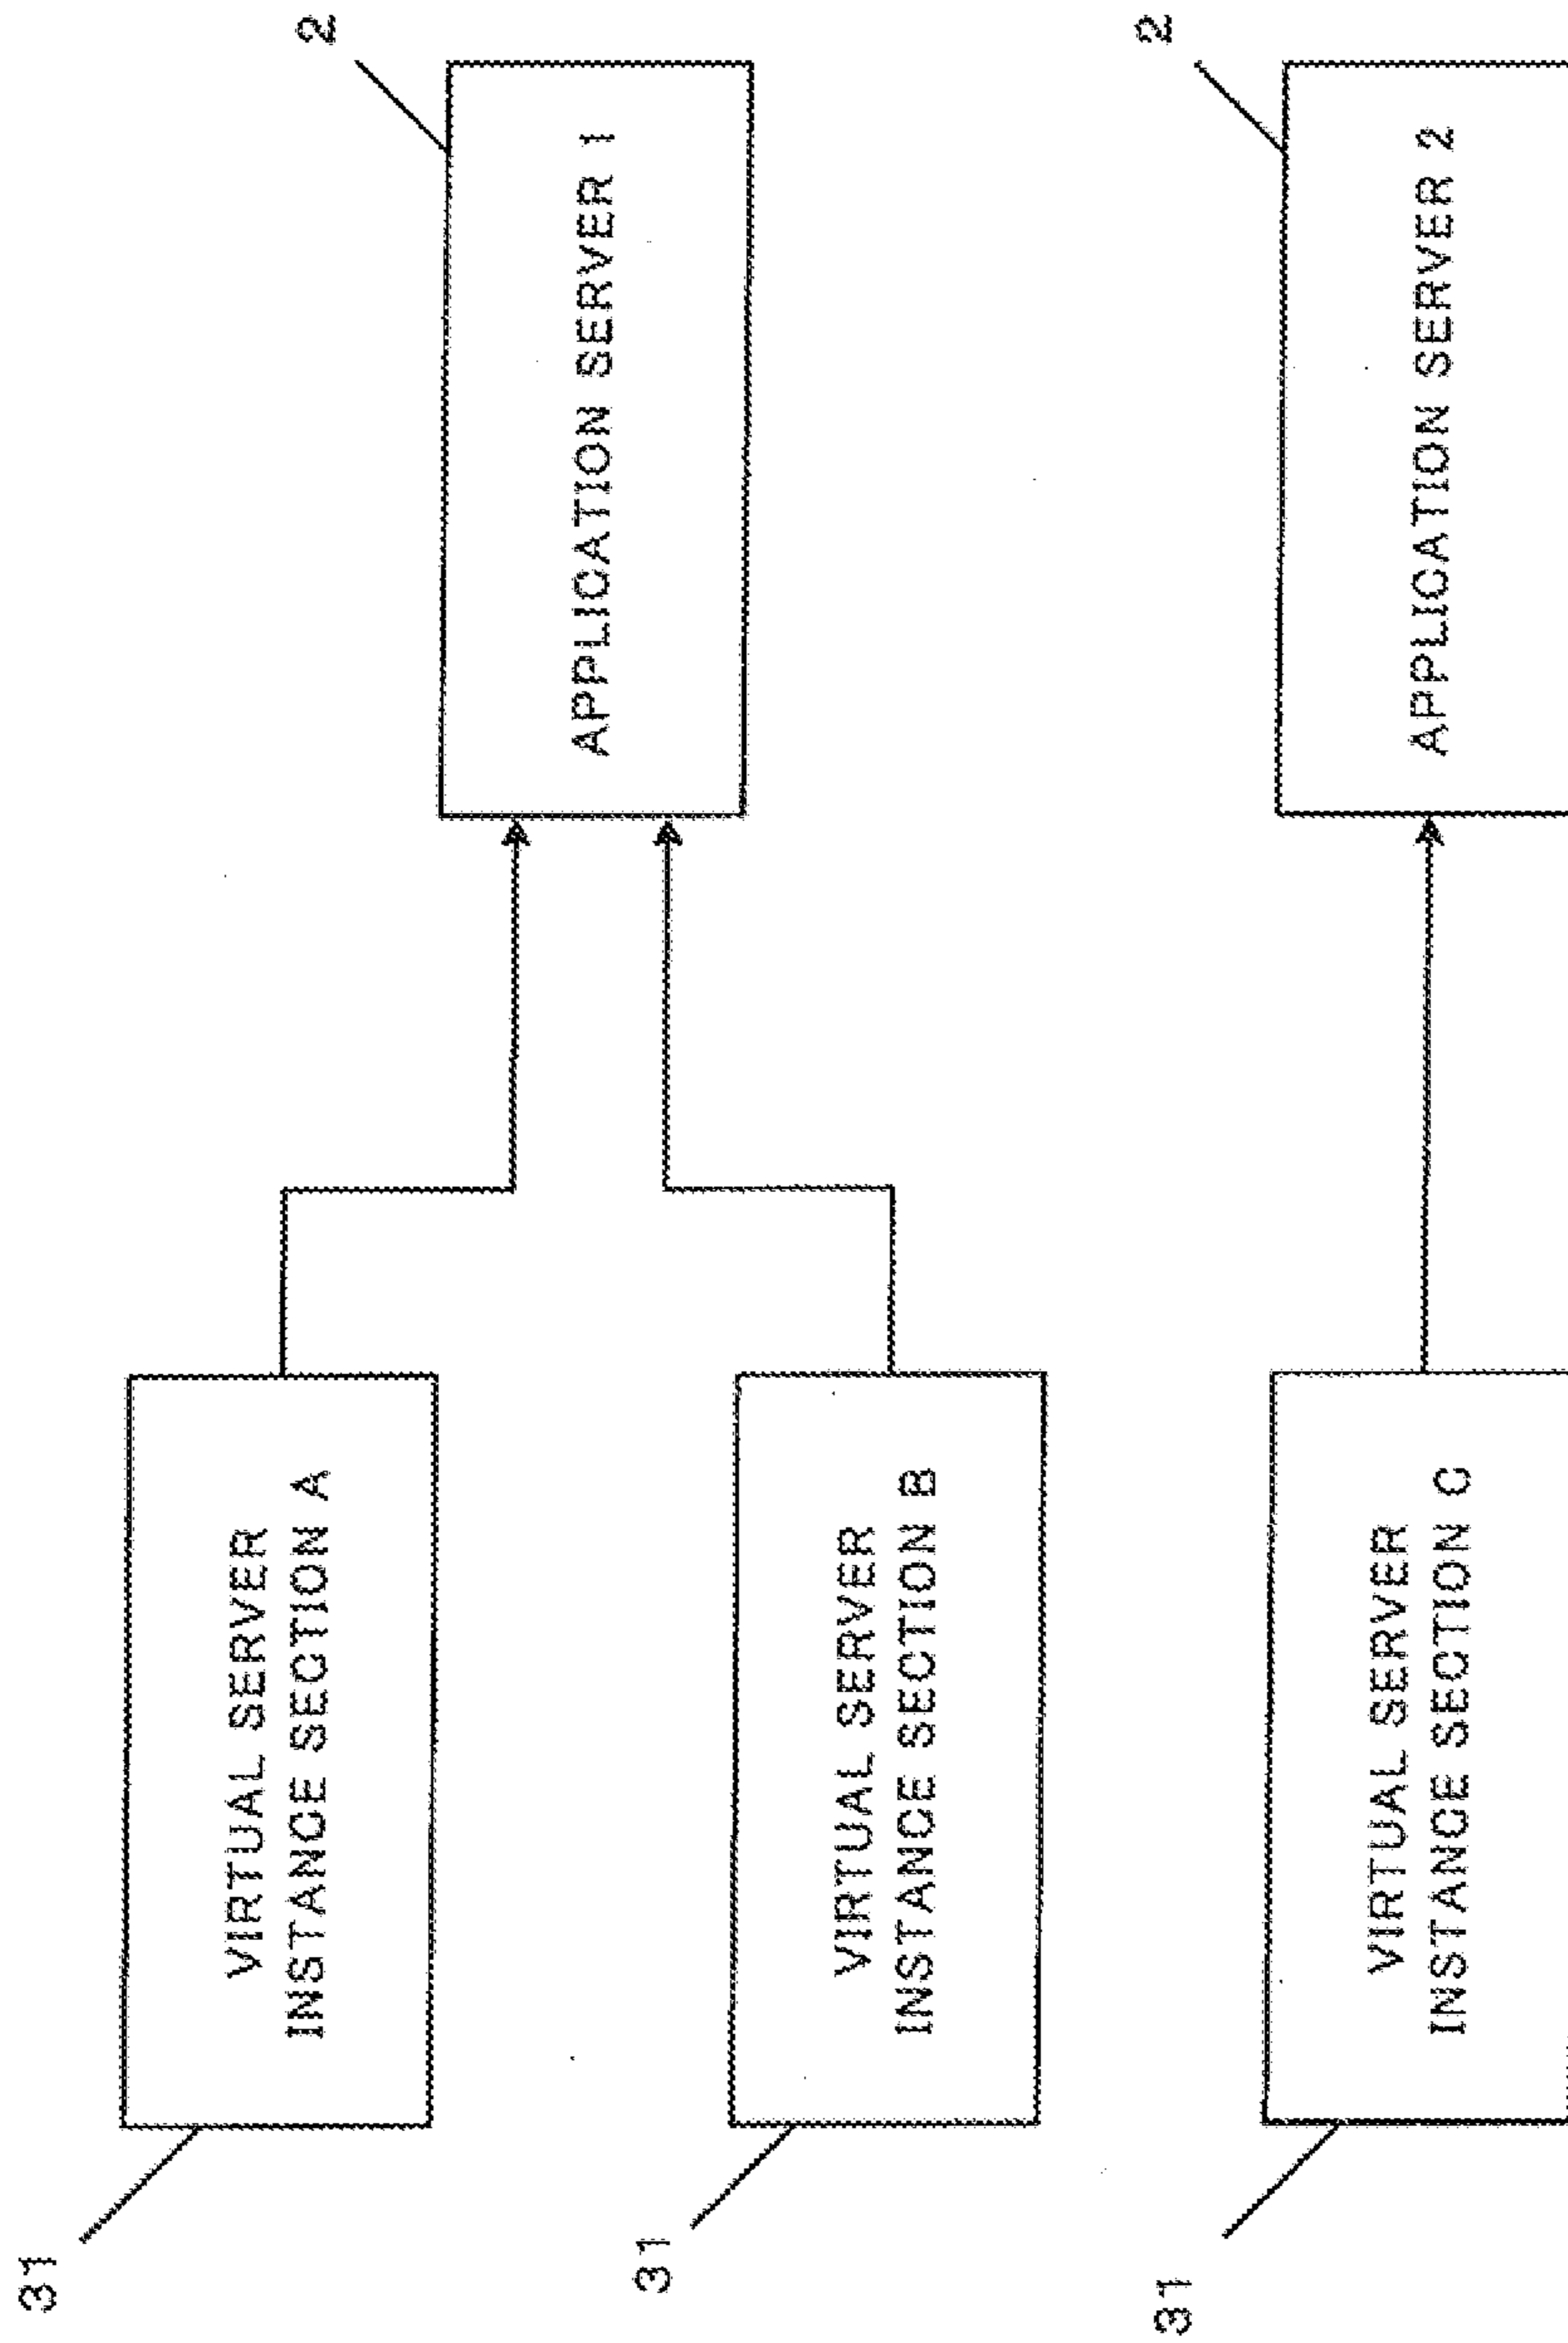 31
VIRTUAL SERVER
INSTANCE SECTION A
2
APPLICATION SERVER 1
31
VIRTUAL SERVER
INSTANCE SECTION B
31
VIRTUAL SERVER
INSTANCE SECTION C
2
APPLICATION SERVER 2